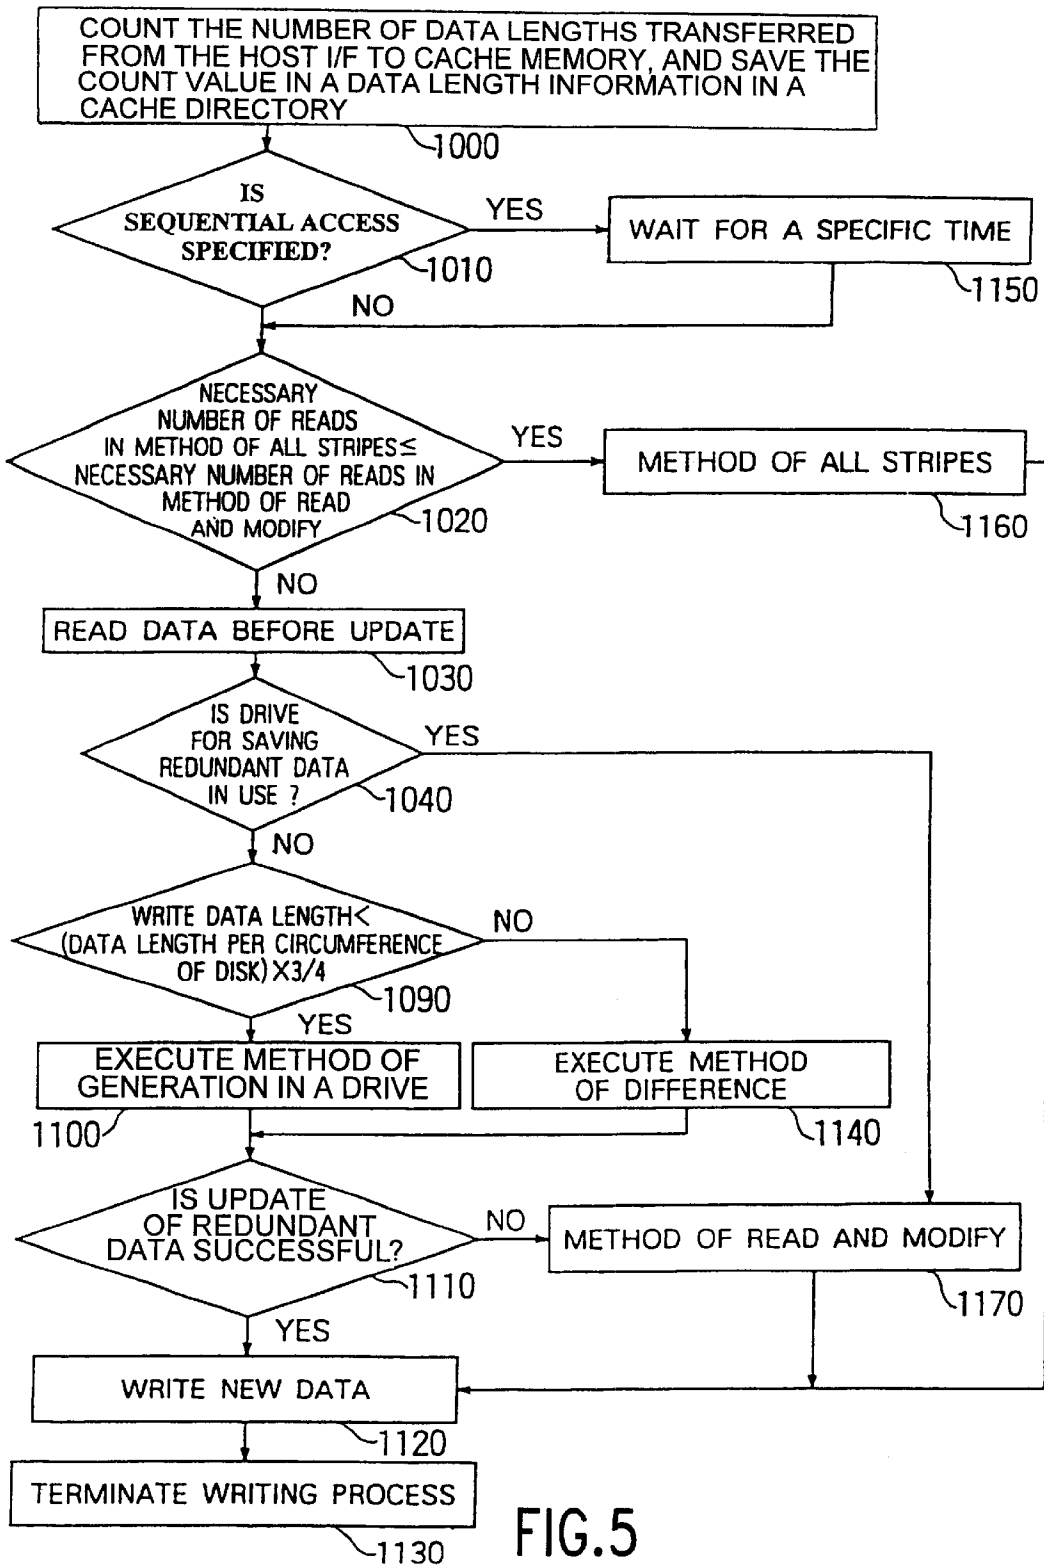 COUNT THE NUMBER OF DATA LENGTHS TRANSFERRED
FROM THE HOST I/F TO CACHE MEMORY, AND SAVE THE
COUNT VALUE IN A DATA LENGTH INFORMATION IN A
CACHE DIRECTORY
1000
IS
SEQUENTIAL ACCESS
SPECIFIED?
1010
YES
WAIT FOR A SPECIFIC TIME
1150
NO
NECESSARY
NUMBER OF READS
IN METHOD OF ALL STRIPES≤
NECESSARY NUMBER OF READS IN
METHOD OF READ
AND MODIFY
1020
YES
METHOD OF ALL STRIPES
1160
NO
READ DATA BEFORE UPDATE
1030
IS DRIVE
FOR SAVING
REDUNDANT DATA
IN USE ?
1040
YES
NO
WRITE DATA LENGTH<
(DATA LENGTH PER CIRCUMFERENCE
OF DISK)X3/4
1090
NO
YES
EXECUTE METHOD OF
GENERATION IN A DRIVE
1100
EXECUTE METHOD
OF DIFFERENCE
1140
IS UPDATE
OF REDUNDANT
DATA SUCCESSFUL?
1110
NO
METHOD OF READ AND MODIFY
1170
YES
WRITE NEW DATA
1120
TERMINATE WRITING PROCESS
1130
FIG.5